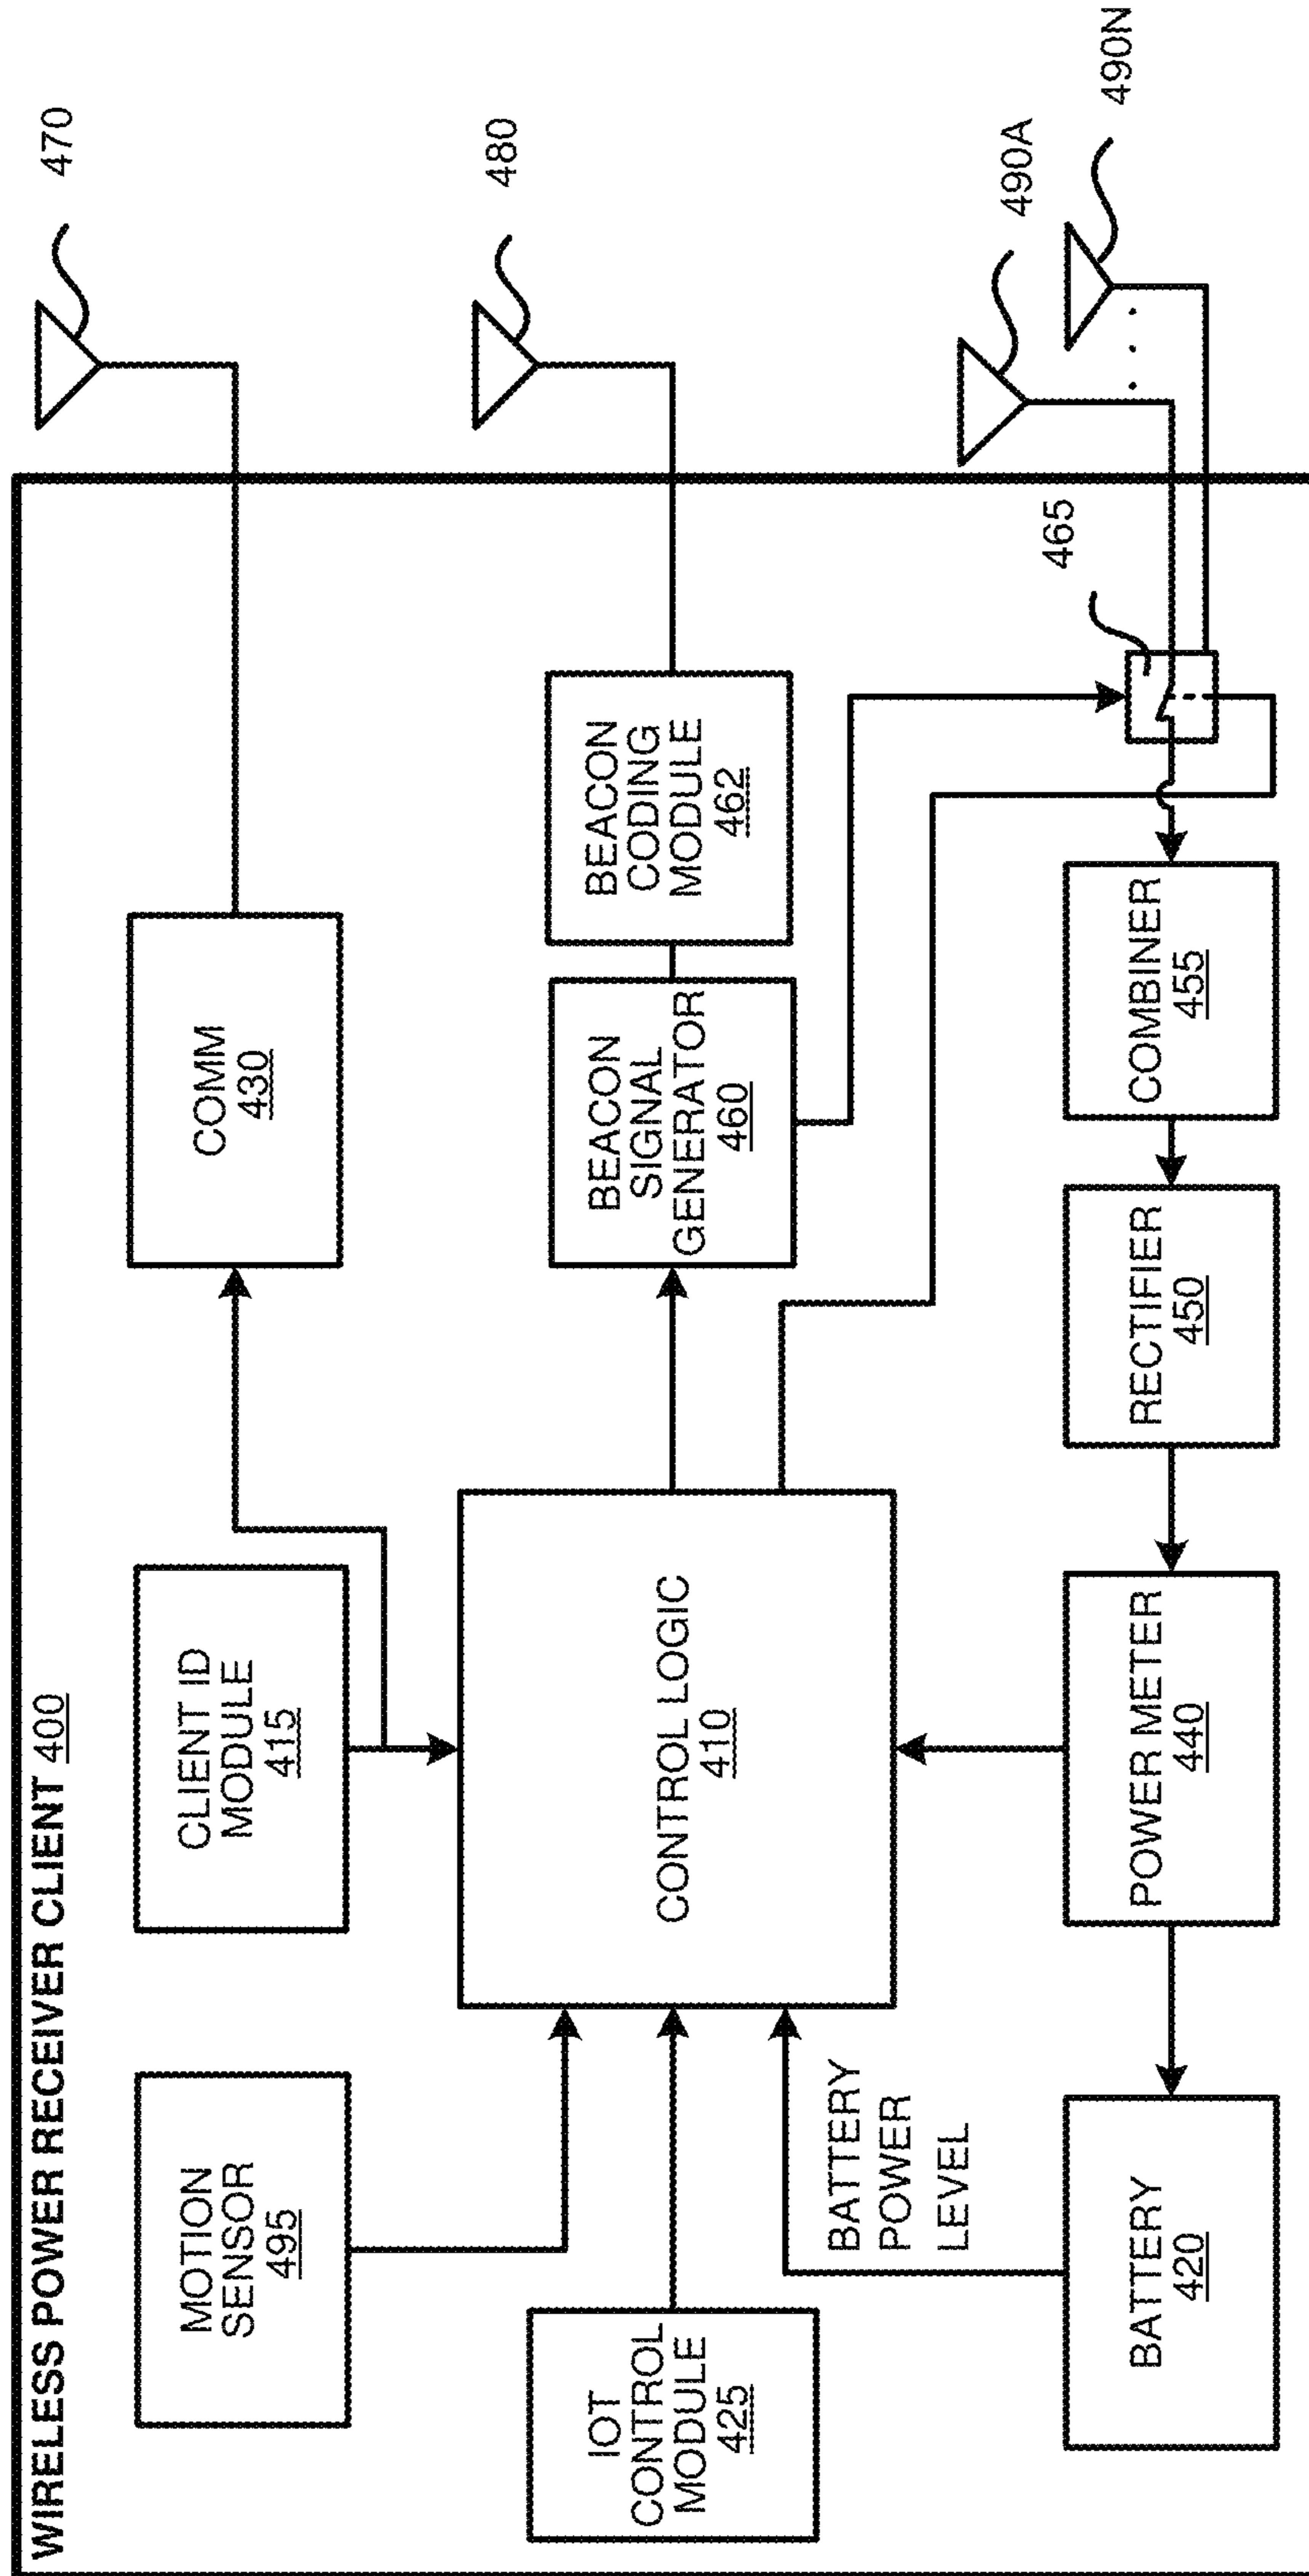 WIRELESS POWER RECEIVER CLIENT 400
MOTION
SENSOR
495
CLIENT ID
MODULE
415
COMM
430
470
IOT
CONTROL
MODULE
425
CONTROL LOGIC
410
BEACON
SIGNAL
GENERATOR
460
BEACON
CODING
MODULE
462
480
BATTERY
POWER
LEVEL
BATTERY
420
POWER METER
440
RECTIFIER
450
COMBINER
455
465
490A
490N